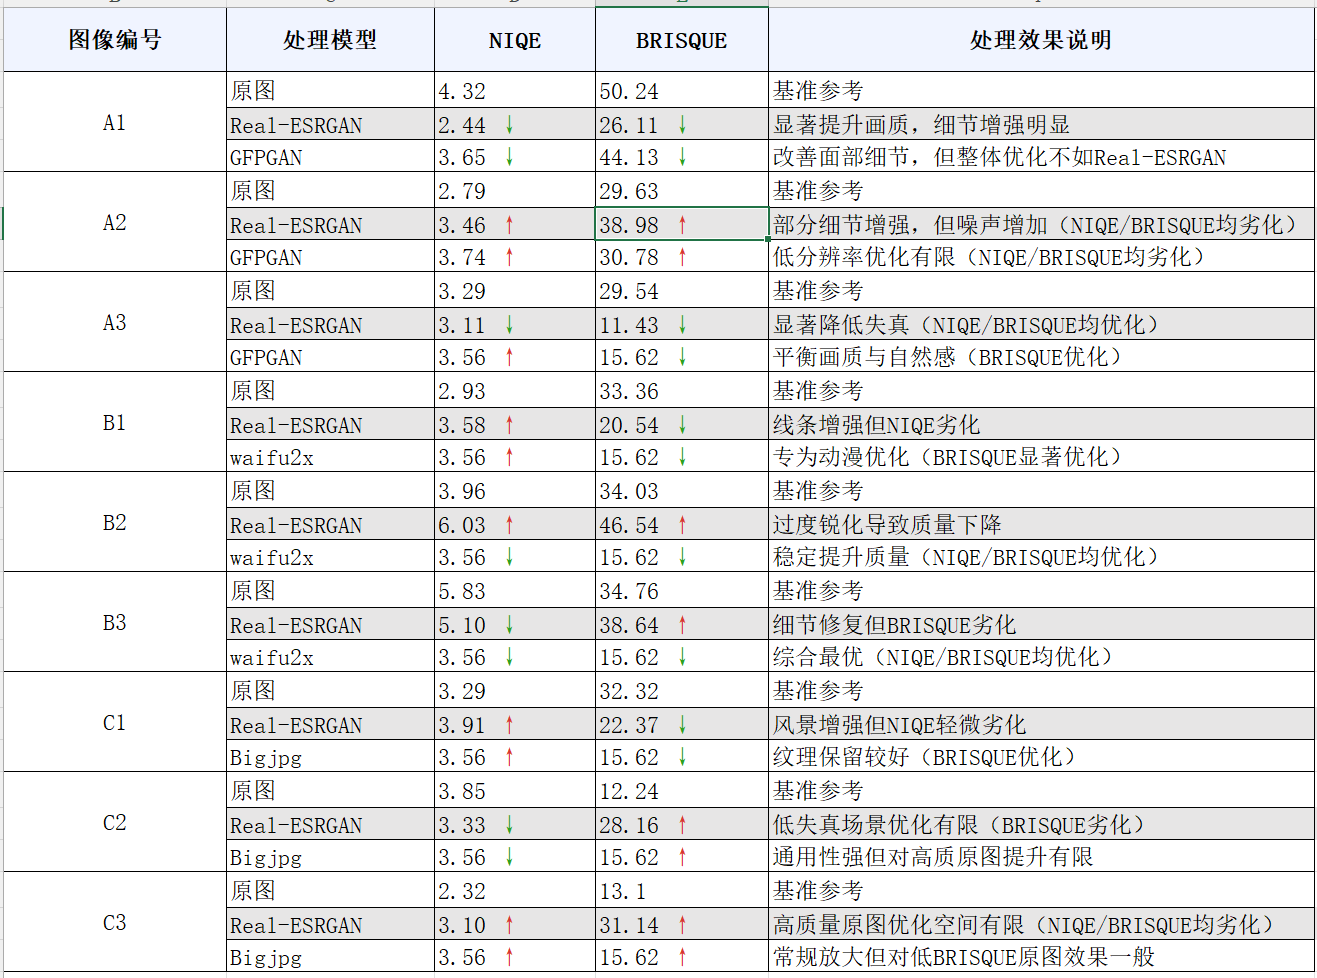 图像编号 处理模型 NIQE BRISQUE 处理效果说明
A1
原图 4.32 50.24 基准参考
Real-ESRGAN 2.44 ↓ 26.11 ↓ 显著提升画质，细节增强明显
GFPGAN 3.65 ↓ 44.13 ↓ 改善面部细节，但整体优化不如Real-ESRGAN
A2
原图 2.79 29.63 基准参考
Real-ESRGAN 3.46 ↑ 38.98 ↑ 部分细节增强，但噪声增加（NIQE/BRISQUE均劣化）
GFPGAN 3.74 ↑ 30.78 ↑ 低分辨率优化有限（NIQE/BRISQUE均劣化）
A3
原图 3.29 29.54 基准参考
Real-ESRGAN 3.11 ↓ 11.43 ↓ 显著降低失真（NIQE/BRISQUE均优化）
GFPGAN 3.56 ↑ 15.62 ↓ 平衡画质与自然感（BRISQUE优化）
B1
原图 2.93 33.36 基准参考
Real-ESRGAN 3.58 ↑ 20.54 ↓ 线条增强但NIQE劣化
waifu2x 3.56 ↑ 15.62 ↓ 专为动漫优化（BRISQUE显著优化）
B2
原图 3.96 34.03 基准参考
Real-ESRGAN 6.03 ↑ 46.54 ↑ 过度锐化导致质量下降
waifu2x 3.56 ↓ 15.62 ↓ 稳定提升质量（NIQE/BRISQUE均优化）
B3
原图 5.83 34.76 基准参考
Real-ESRGAN 5.10 ↓ 38.64 ↑ 细节修复但BRISQUE劣化
waifu2x 3.56 ↓ 15.62 ↓ 综合最优（NIQE/BRISQUE均优化）
C1
原图 3.29 32.32 基准参考
Real-ESRGAN 3.91 ↑ 22.37 ↓ 风景增强但NIQE轻微劣化
Bigjpg 3.56 ↑ 15.62 ↓ 纹理保留较好（BRISQUE优化）
C2
原图 3.85 12.24 基准参考
Real-ESRGAN 3.33 ↓ 28.16 ↑ 低失真场景优化有限（BRISQUE劣化）
Bigjpg 3.56 ↓ 15.62 ↑ 通用性强但对高质原图提升有限
C3
原图 2.32 13.1 基准参考
Real-ESRGAN 3.10 ↑ 31.14 ↑ 高质量原图优化空间有限（NIQE/BRISQUE均劣化）
Bigjpg 3.56 ↑ 15.62 ↑ 常规放大但对低BRISQUE原图效果一般